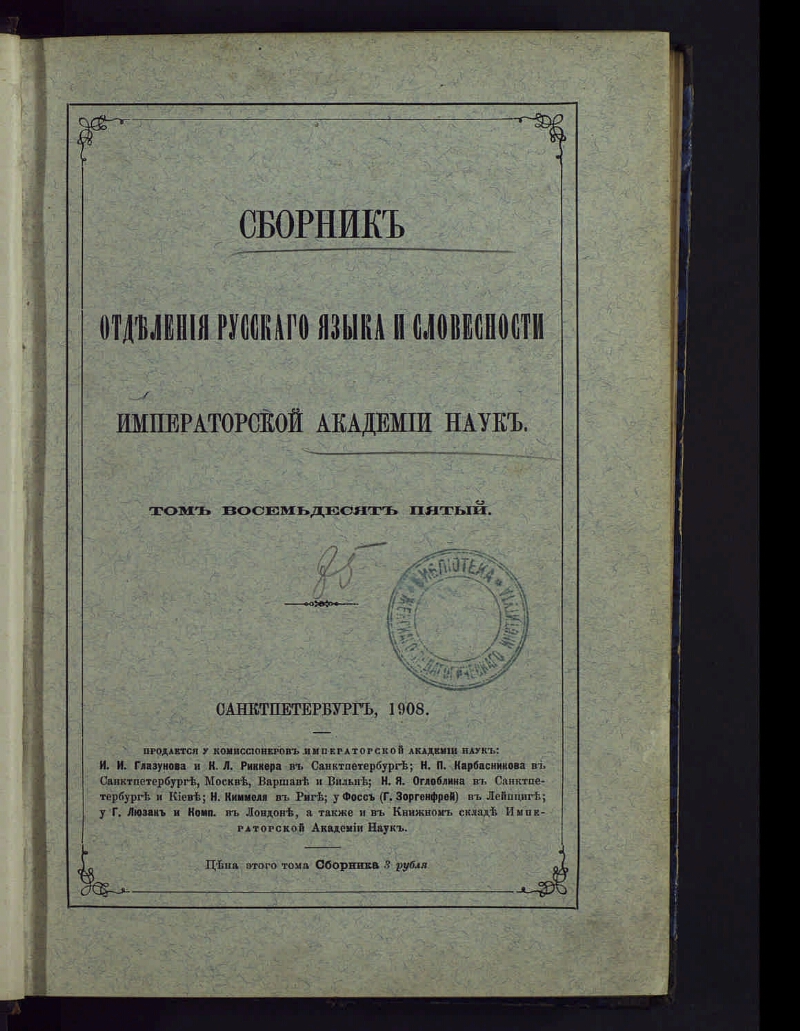 СБОРНИКЪ
ОТДѢЛЕНІЯ РУССКАГО ЯЗЫКА И СЛОВЕСНОСТИ
ИМПЕРАТОРСКОЙ АКАДЕМІИ НАУКЪ.
ТОМЪ ВОСЕМЬДЕСЯТЪ ПЯТЫЙ.
85
БИБЛІОТЕКА
САНКТПЕТЕРБУРГЪ, 1908.
ПРОДАЕТСЯ У КОМИССІОНЕРОВЪ ИМПЕРАТОРСКОЙ АКАДЕМІИ НАУКЪ:
И. И. Глазунова и К. Л. Риккера въ Санктпетербургѣ; Н. П. Карбасникова въ
Санктпетербургѣ, Москвѣ, Варшавѣ и Вильнѣ; Н. Я. Оглоблина въ Санктпе-
тербургѣ и Кіевѣ; Н. Киммеля въ Ригѣ; у Фоссъ (Г. Зоргенфрей) въ Лейпцигѣ;
у Г. Люзакъ и Комп. въ Лондонѣ, а также и въ Книжномъ складѣ Импе-
раторской Академіи Наукъ.
Цѣна этого тома Сборника 3 рубля